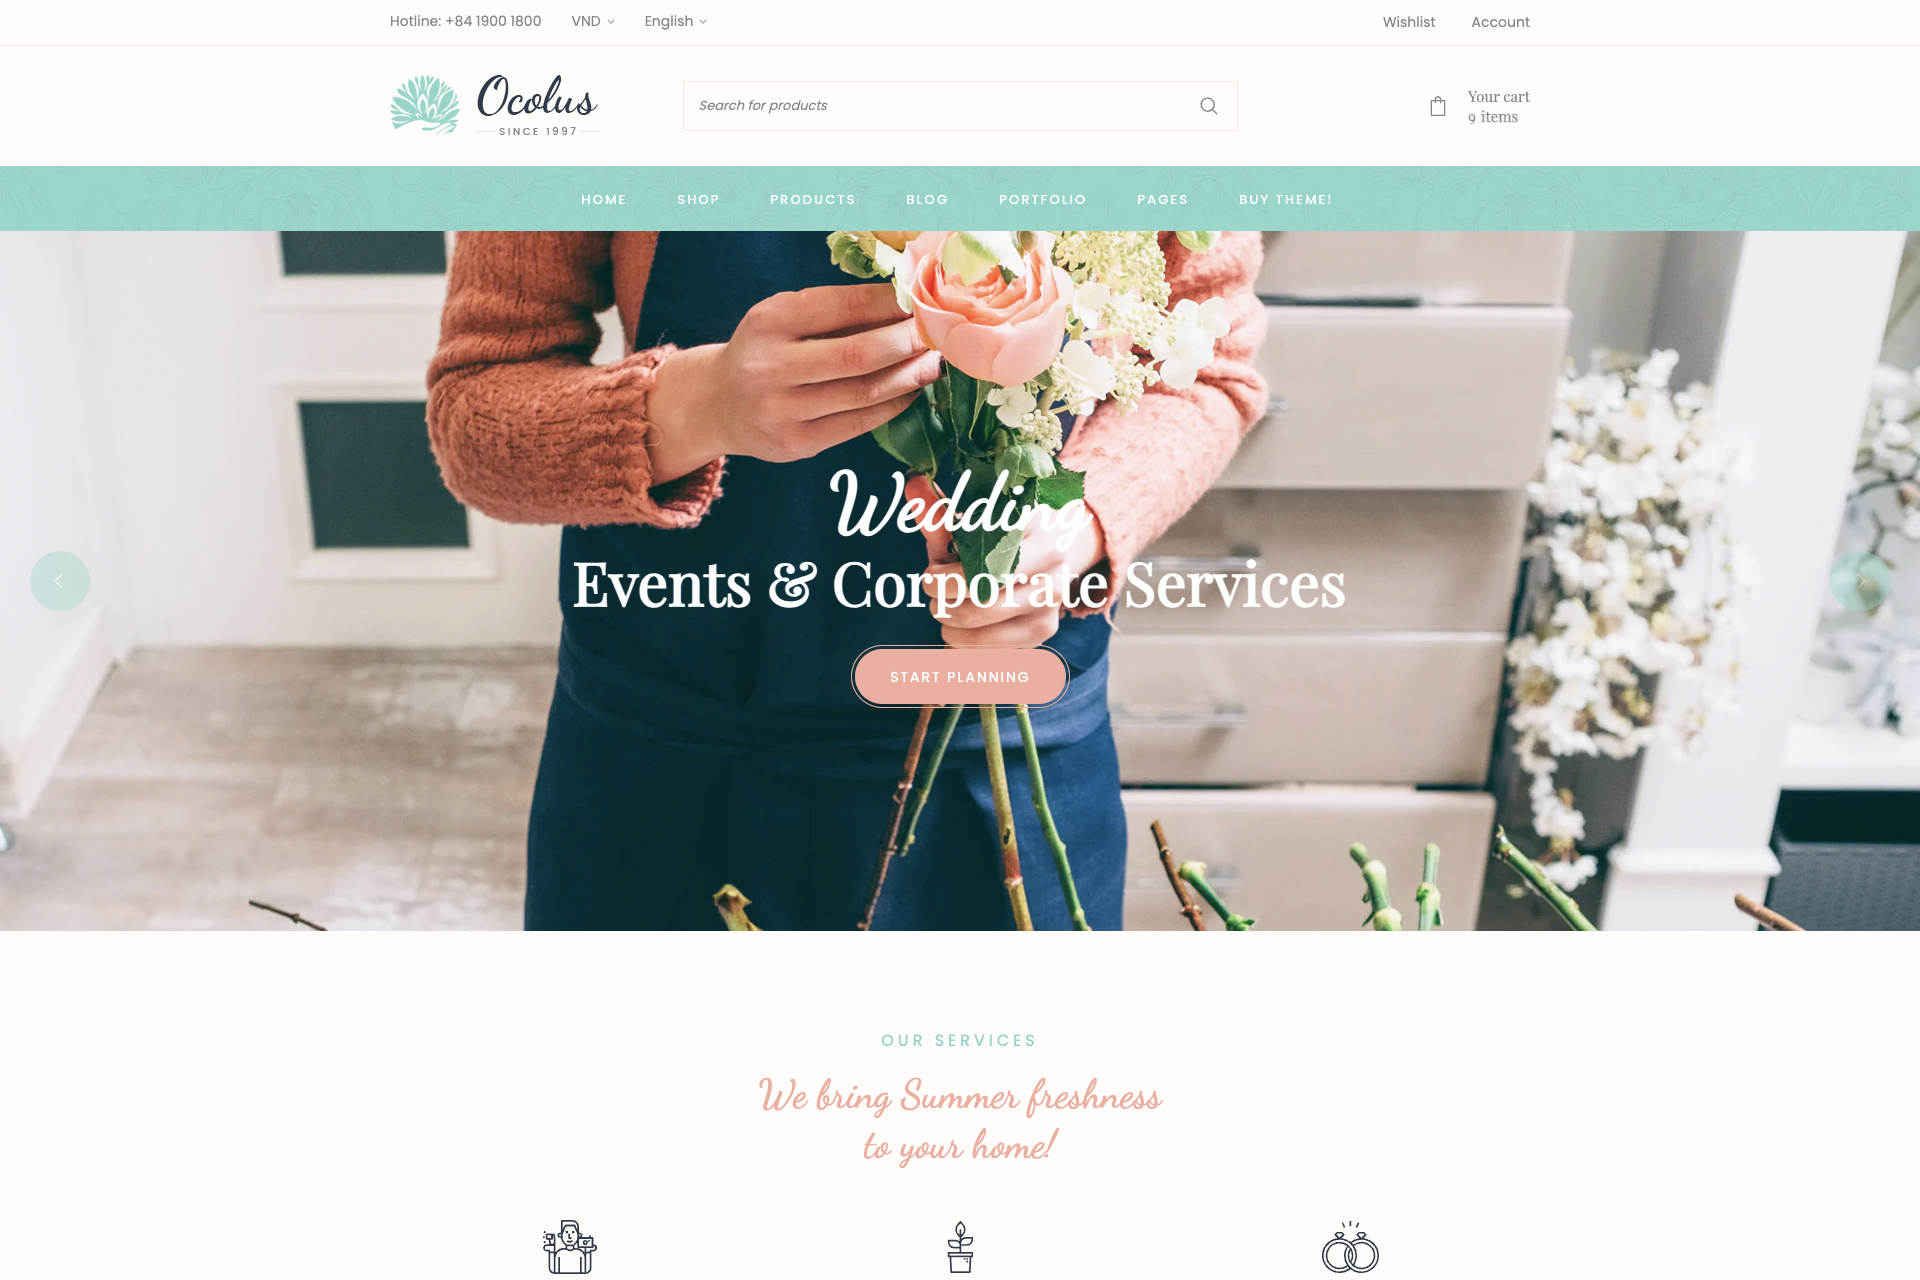 Hotline: +84 1900 1800 VND English Wishlist Account
Ocolus
SINCE 1997
Search for products
Your cart
9 items
HOME SHOP PRODUCTS BLOG PORTFOLIO PAGES BUY THEME!
Wedding
Events & Corporate Services
START PLANNING
OUR SERVICES
We bring Summer freshness
to your home!